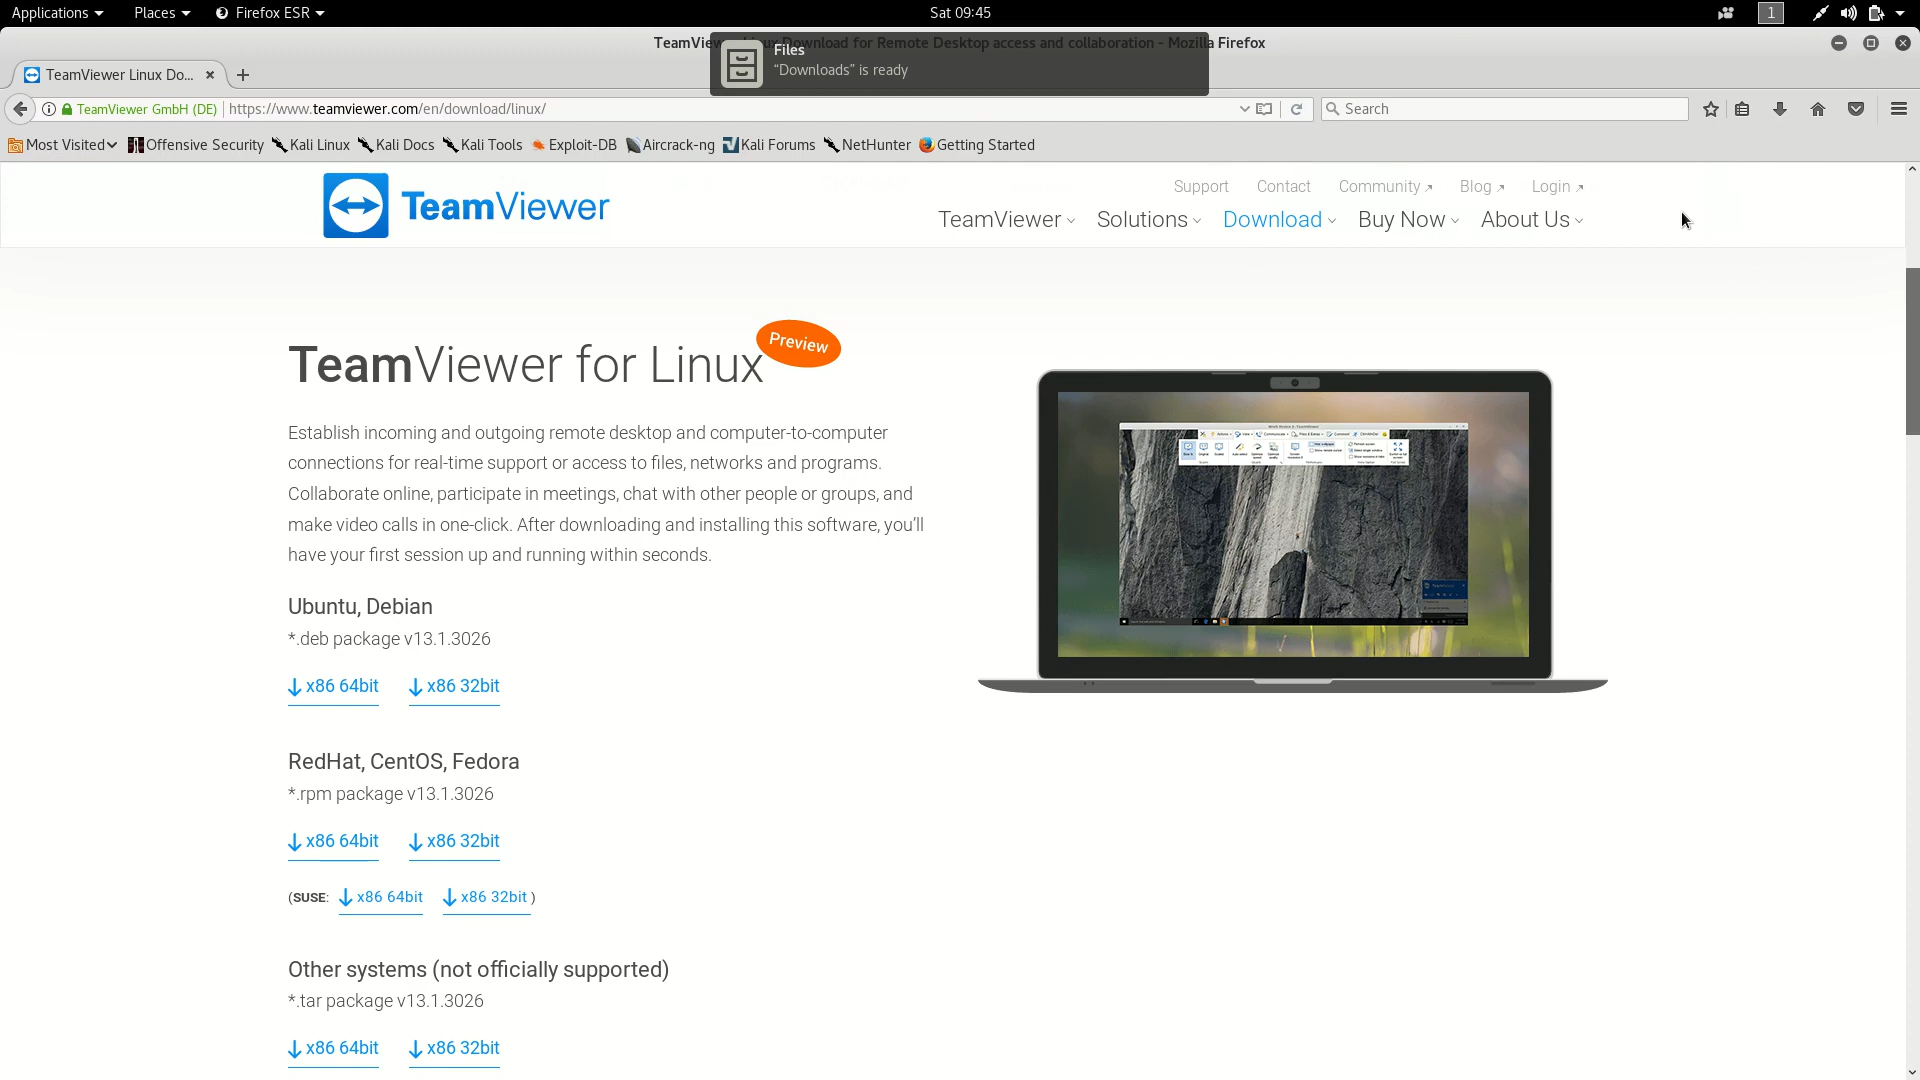 Applications Places Firefox ESR Sat 09:45 1
TeamViewer Linux Download for Remote Desktop access and collaboration - Mozilla Firefox
Files
“Downloads” is ready
TeamViewer Linux Do...
TeamViewer GmbH (DE) https://www.teamviewer.com/en/download/linux/ Search
Most Visited Offensive Security Kali Linux Kali Docs Kali Tools Exploit-DB Aircrack-ng Kali Forums NetHunter Getting Started
TeamViewer
Support Contact Community Blog Login
TeamViewer Solutions Download Buy Now About Us
TeamViewer for Linux Preview
Establish incoming and outgoing remote desktop and computer-to-computer
connections for real-time support or access to files, networks and programs.
Collaborate online, participate in meetings, chat with other people or groups, and
make video calls in one-click. After downloading and installing this software, you’ll
have your first session up and running within seconds.
Ubuntu, Debian
*.deb package v13.1.3026
x86 64bit x86 32bit
RedHat, CentOS, Fedora
*.rpm package v13.1.3026
x86 64bit x86 32bit
(SUSE: x86 64bit x86 32bit )
Other systems (not officially supported)
*.tar package v13.1.3026
x86 64bit x86 32bit